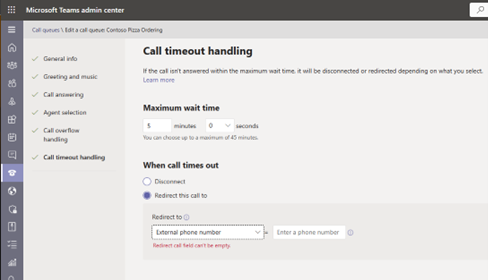 Microsoft Teams admin center
Call queues \ Edit a call queue: Contoso Pizza Ordering
General info
Greeting and music
Call answering
Agent selection
Call overflow
handling
Call timeout handling
Call timeout handling
If the call isn't answered within the maximum wait time, it will be disconnected or redirected depending on what you select.
Learn more
Maximum wait time
5 minutes 0 seconds
You can choose up to a maximum of 45 minutes.
When call times out
Disconnect
Redirect this call to
Redirect to
External phone number
Enter a phone number
Redirect call field can't be empty.